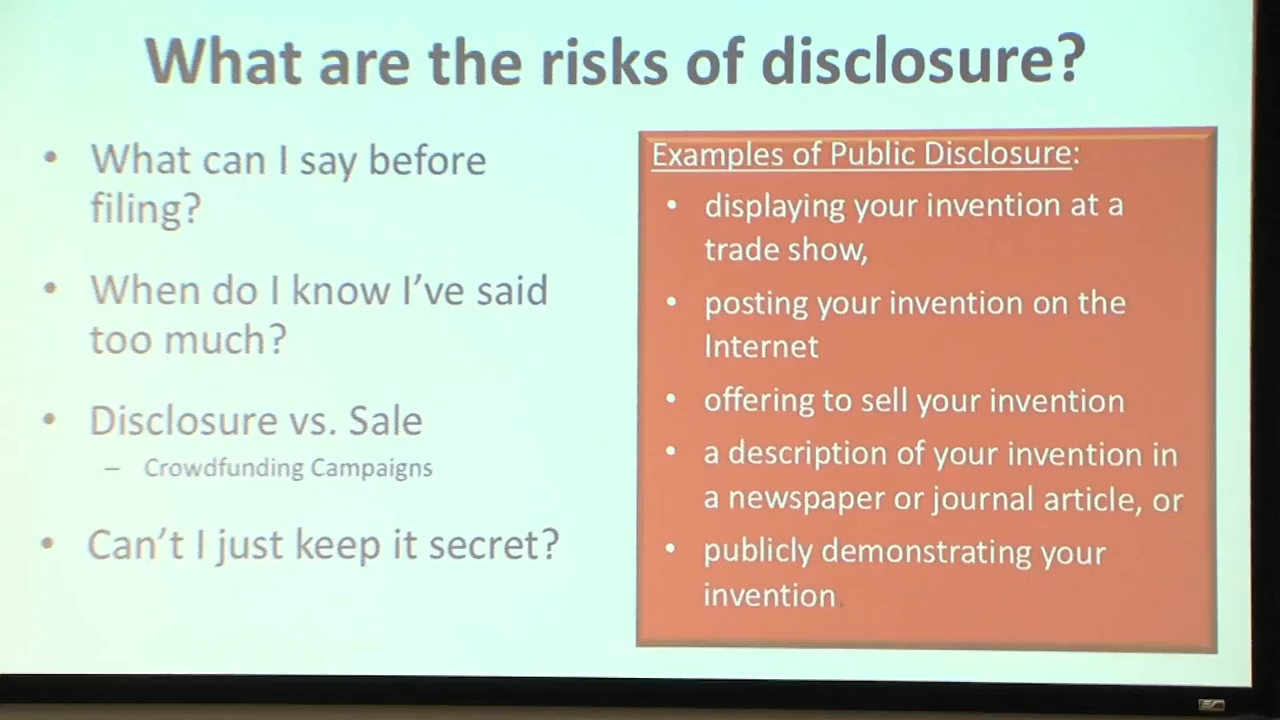 What are the risks of disclosure?
• What can I say before
filing?
• When do I know I've said
too much?
• Disclosure vs. Sale
– Crowdfunding Campaigns
• Can't I just keep it secret?
Examples of Public Disclosure:
• displaying your invention at a
trade show,
• posting your invention on the
Internet
• offering to sell your invention
• a description of your invention in
a newspaper or journal article, or
• publicly demonstrating your
invention.